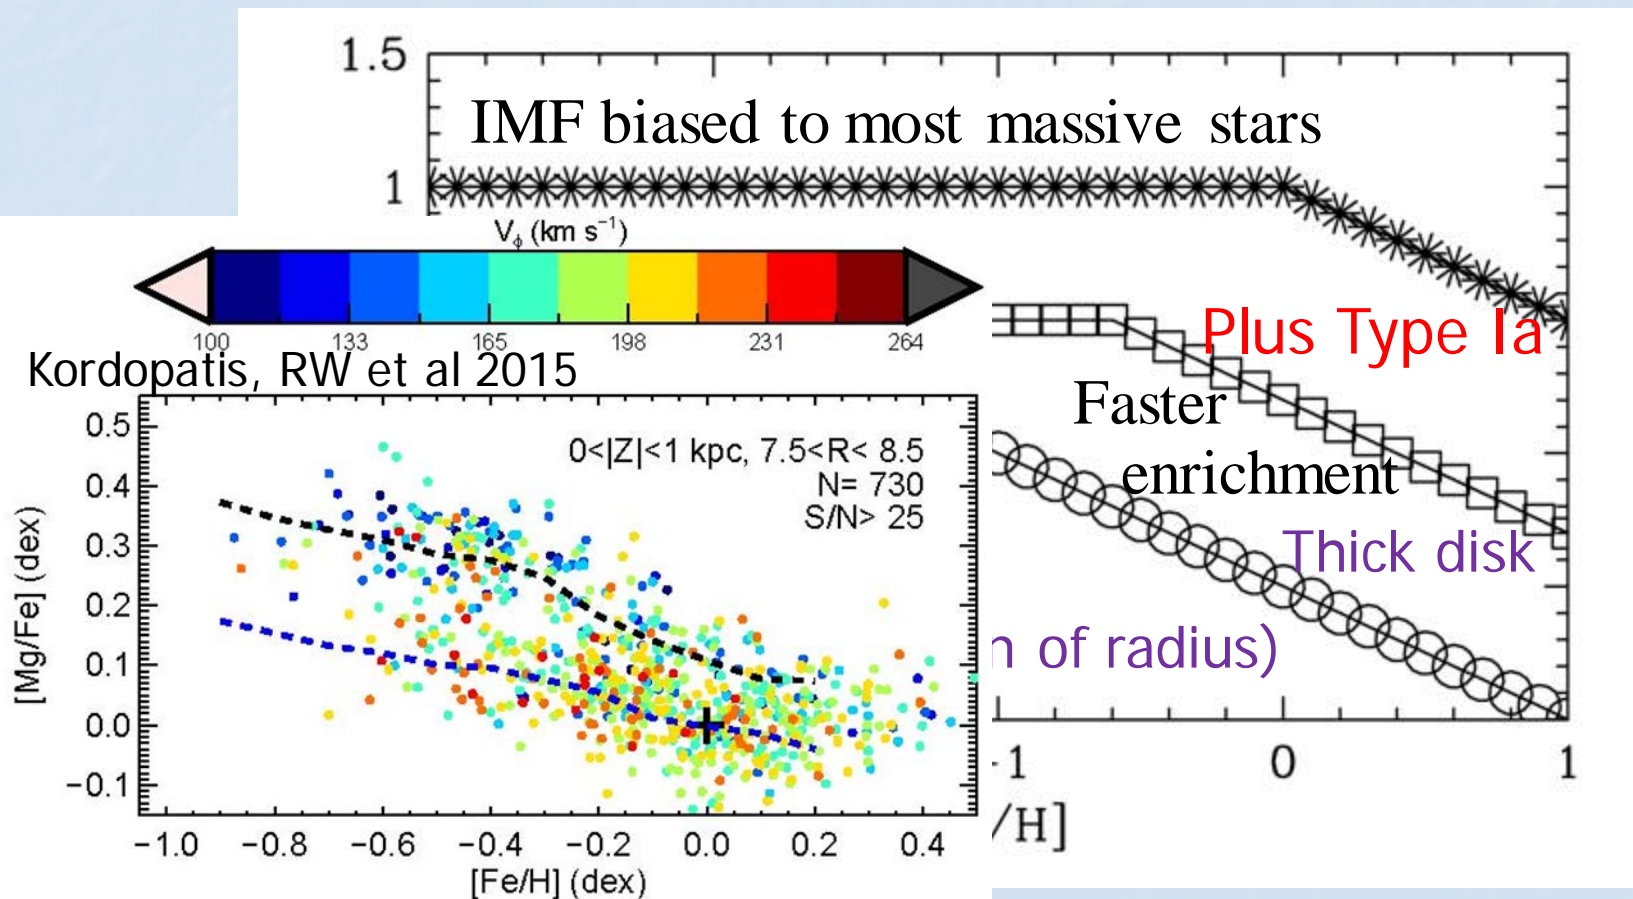 1.5
IMF biased to most massive stars
1
Vϕ (km s⁻¹)
100 133 165 198 231 264
Kordopatis, RW et al 2015
Plus Type Ia
Faster
enrichment
Thick disk
n of radius)
0<|Z|<1 kpc, 7.5<R< 8.5
N= 730
S/N> 25
0.5
0.4
0.3
0.2
0.1
0.0
−0.1
[Mg/Fe] (dex)
−1.0 −0.8 −0.6 −0.4 −0.2 0.0 0.2 0.4
[Fe/H] (dex)
-1 0 1
/H]